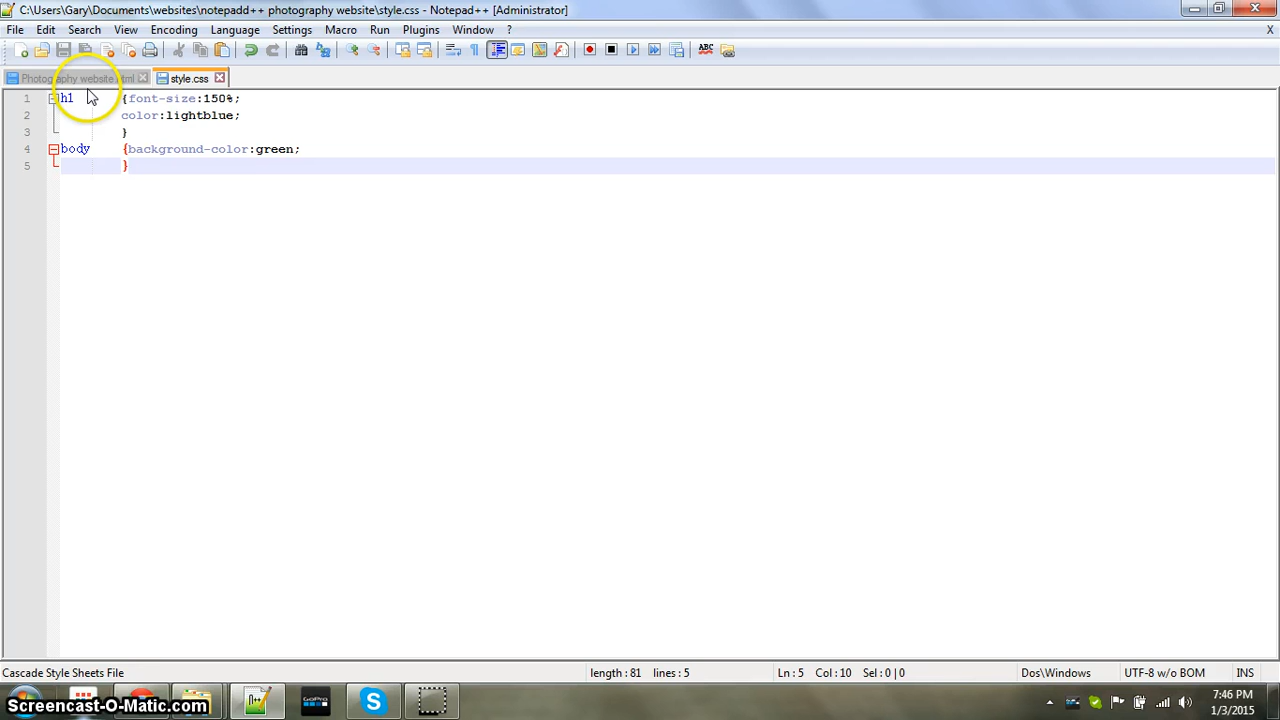 C:\Users\Gary\Documents\websites\notepadd++ photography website\style.css - Notepad++ [Administrator]
File Edit Search View Encoding Language Settings Macro Run Plugins Window ? X
Photography website.html style.css
1 h1 {font-size:150%;
2 color:lightblue;
3 }
4 body {background-color:green;
5 }
Cascade Style Sheets File length : 81 lines : 5 Ln : 5 Col : 10 Sel : 0 | 0 Dos\Windows UTF-8 w/o BOM INS
7:46 PM
Screencast-O-Matic.com
1/3/2015